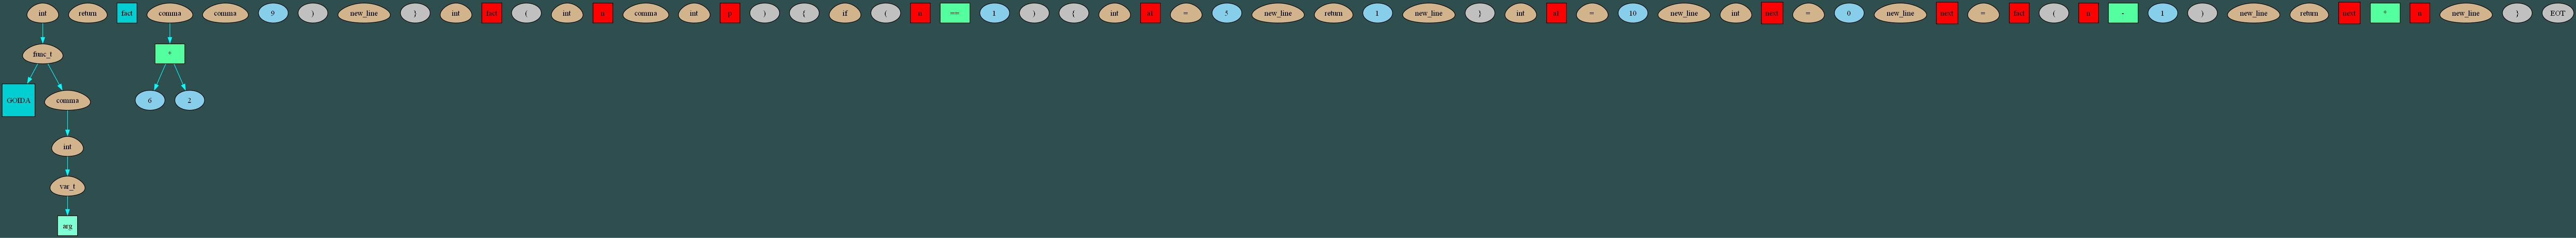 int return fact comma comma 9 ) new_line } int fact ( int n comma int p ) { if ( n == 1 ) { int a1 = 5 new_line return 1 new_line } int a1 = 10 new_line int next = 0 new_line next = fact ( n - 1 ) new_line return next * n new_line } EOT
func_t *
GOIDA comma 6 2
int
var_t
arg